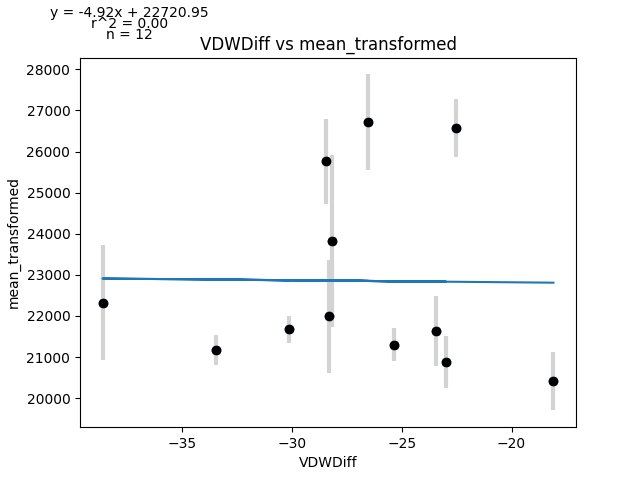 y = -4.92x + 22720.95
r^2 = 0.00
n = 12
VDWDiff vs mean_transformed
28000
27000
26000
25000
24000
23000
22000
21000
20000
mean_transformed
−35
−30
−25
−20
VDWDiff